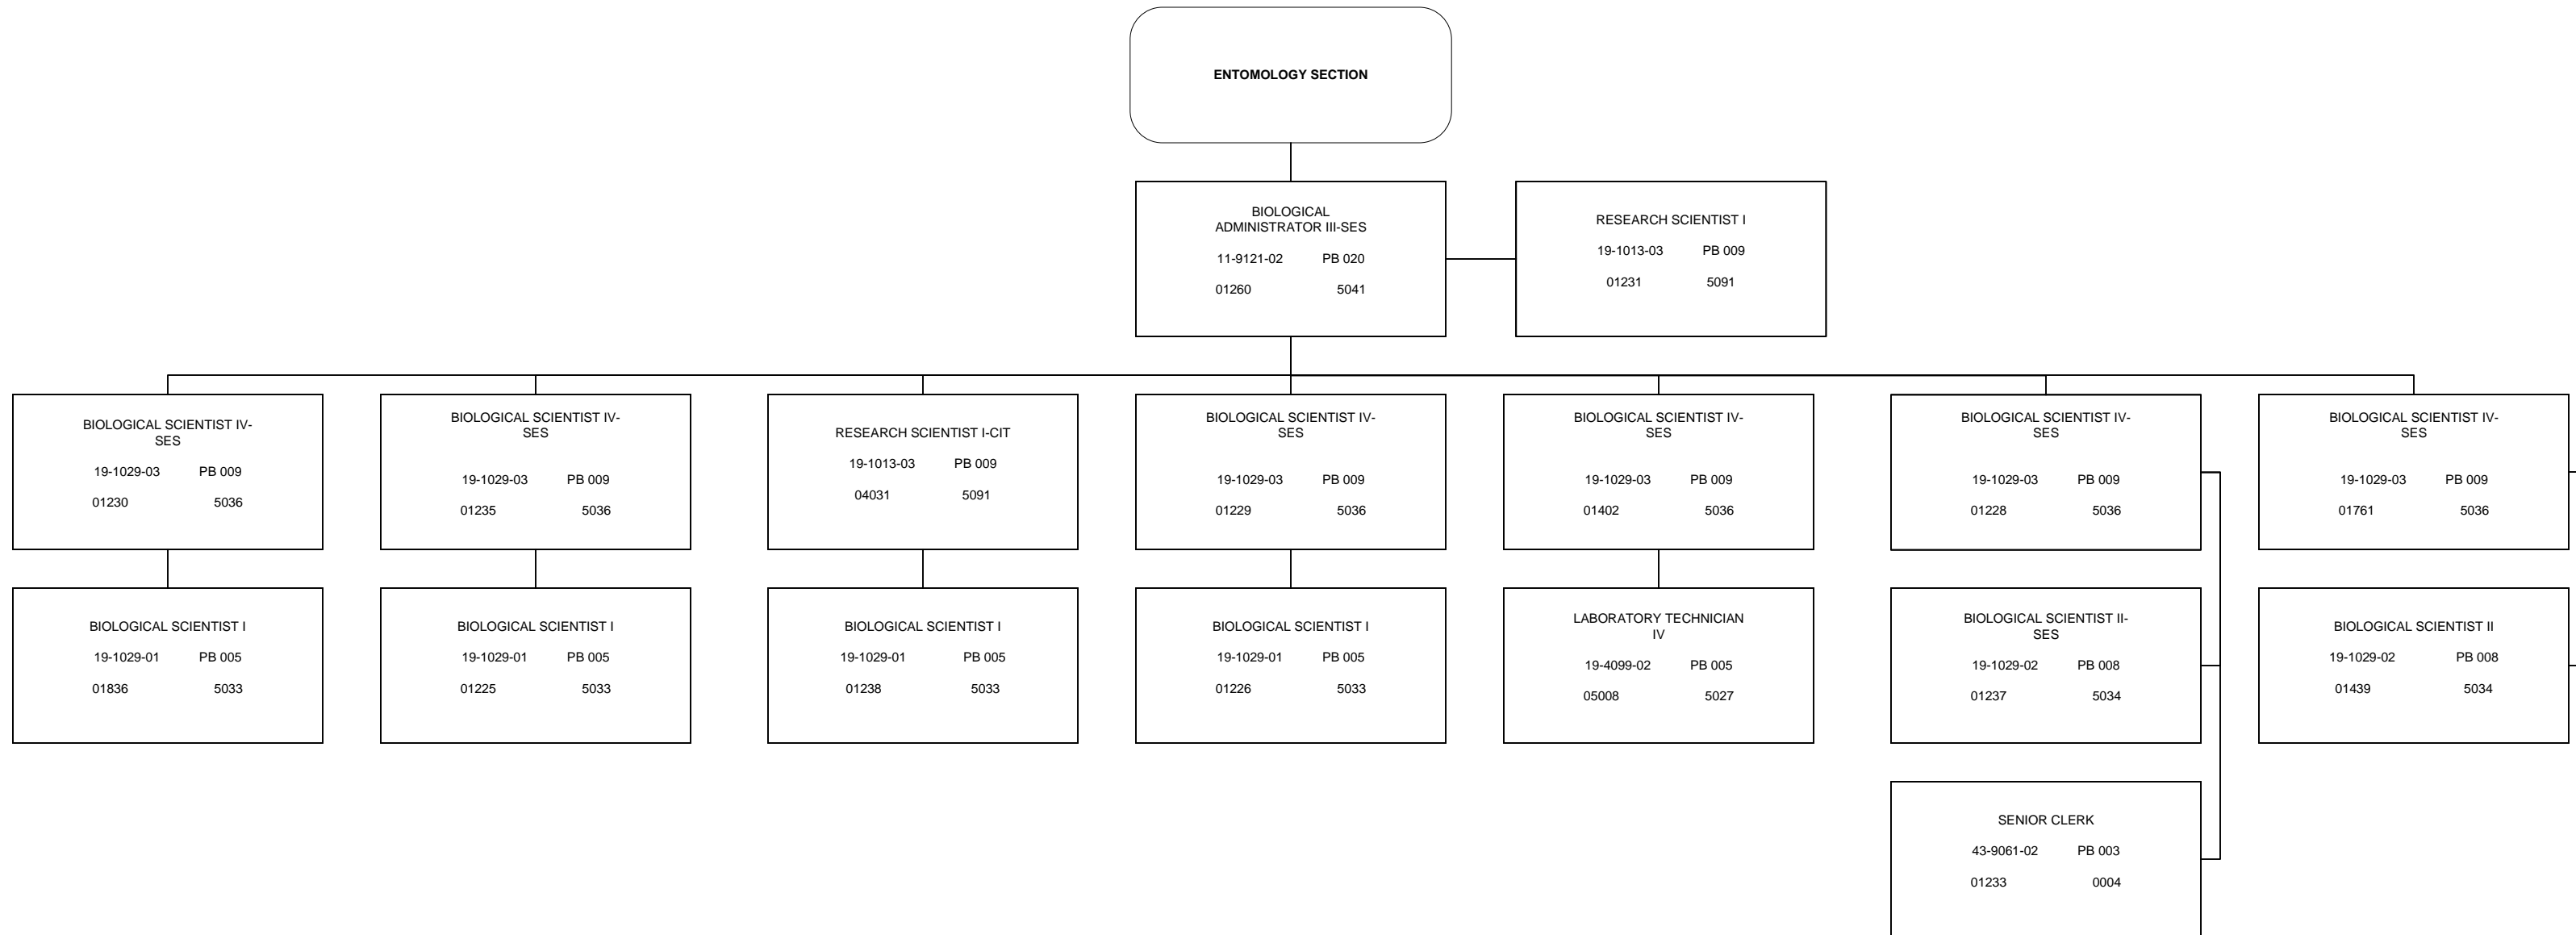 ENTOMOLOGY SECTION
BIOLOGICAL
ADMINISTRATOR III-SES
11-9121-02 PB 020
01260 5041
RESEARCH SCIENTIST I
19-1013-03 PB 009
01231 5091
BIOLOGICAL SCIENTIST IV-
SES
19-1029-03 PB 009
01230 5036
BIOLOGICAL SCIENTIST IV-
SES
19-1029-03 PB 009
01235 5036
RESEARCH SCIENTIST I-CIT
19-1013-03 PB 009
04031 5091
BIOLOGICAL SCIENTIST IV-
SES
19-1029-03 PB 009
01229 5036
BIOLOGICAL SCIENTIST IV-
SES
19-1029-03 PB 009
01402 5036
BIOLOGICAL SCIENTIST IV-
SES
19-1029-03 PB 009
01228 5036
BIOLOGICAL SCIENTIST IV-
SES
19-1029-03 PB 009
01761 5036
BIOLOGICAL SCIENTIST I
19-1029-01 PB 005
01836 5033
BIOLOGICAL SCIENTIST I
19-1029-01 PB 005
01225 5033
BIOLOGICAL SCIENTIST I
19-1029-01 PB 005
01238 5033
BIOLOGICAL SCIENTIST I
19-1029-01 PB 005
01226 5033
LABORATORY TECHNICIAN
IV
19-4099-02 PB 005
05008 5027
BIOLOGICAL SCIENTIST II-
SES
19-1029-02 PB 008
01237 5034
BIOLOGICAL SCIENTIST II
19-1029-02 PB 008
01439 5034
SENIOR CLERK
43-9061-02 PB 003
01233 0004